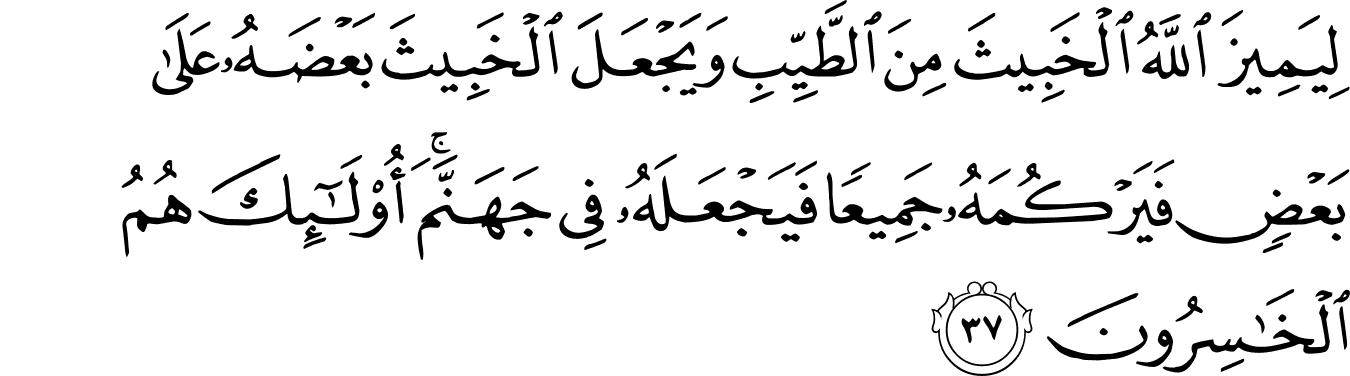 لِيَمِيزَ ٱللَّهُ ٱلْخَبِيثَ مِنَ ٱلطَّيِّبِ وَيَجْعَلَ ٱلْخَبِيثَ بَعْضَهُۥ عَلَىٰ
بَعْضٍ فَيَرْكُمَهُۥ جَمِيعًا فَيَجْعَلَهُۥ فِى جَهَنَّمَ ۚ أُو۟لَـٰٓئِكَ هُمُ
ٱلْخَـٰسِرُونَ ٣٧